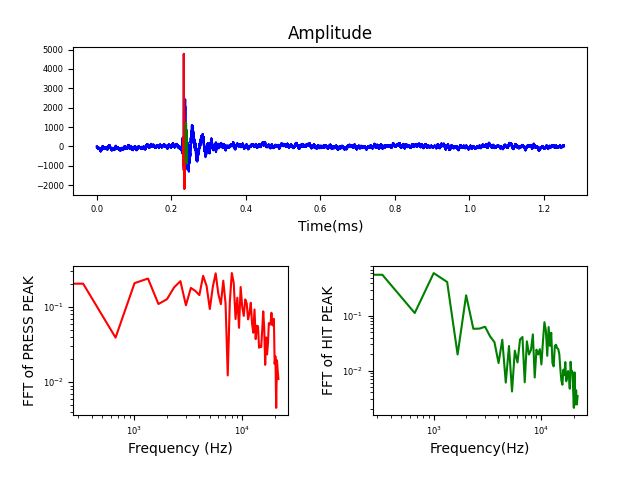 Amplitude
5000
4000
3000
2000
1000
0
−1000
−2000
0.0 0.2 0.4 0.6 0.8 1.0 1.2
Time(ms)
FFT of PRESS PEAK
10⁻¹
10⁻²
10³ 10⁴
Frequency (Hz)
FFT of HIT PEAK
10⁻¹
10⁻²
10³ 10⁴
Frequency(Hz)